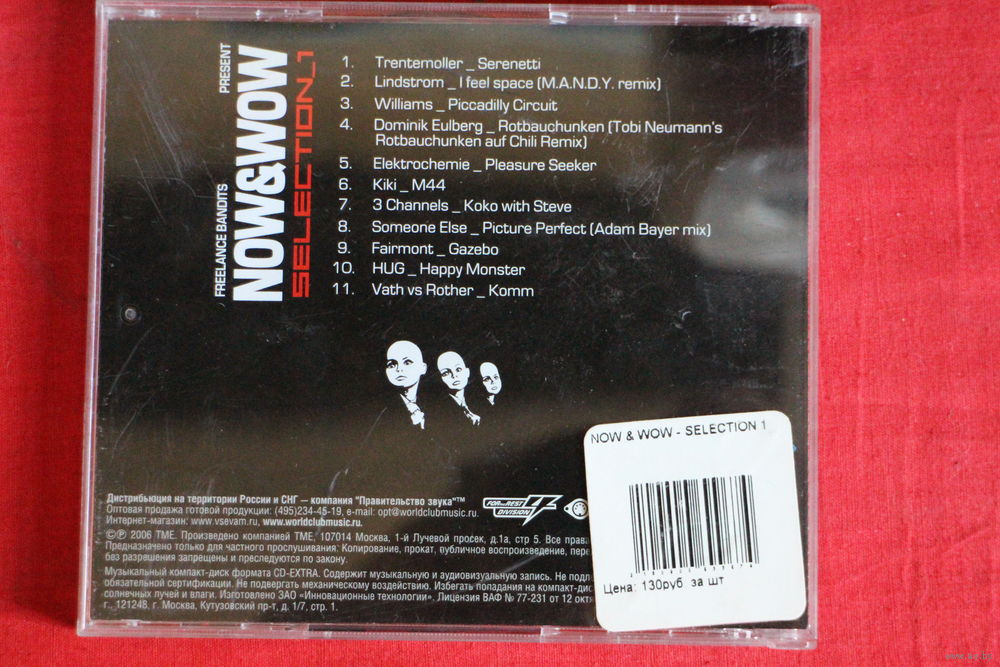 FREELANCE BANDITS PRESENT
NOW&WOW
SELECTION_1
1. Trentemoller _ Serenetti
2. Lindstrom _ I feel space (M.A.N.D.Y. remix)
3. Williams _ Piccadilly Circuit
4. Dominik Eulberg _ Rotbauchunken (Tobi Neumann's
Rotbauchunken auf Chili Remix)
5. Elektrochemie _ Pleasure Seeker
6. Kiki _ M44
7. 3 Channels _ Koko with Steve
8. Someone Else _ Picture Perfect (Adam Bayer mix)
9. Fairmont _ Gazebo
10. HUG _ Happy Monster
11. Vath vs Rother _ Komm
NOW & WOW - SELECTION 1
Цена: 130руб за шт
Дистрибьюция на территории России и СНГ – компания "Правительство звука"™
Оптовая продажа готовой продукции: (495)234-45-19, e-mail: opt@worldclubmusic.ru.
Интернет-магазин: www.vsevam.ru, www.worldclubmusic.ru.
FOR THE REST
DIVISION
©℗ 2006 TME. Произведено компанией TME, 107014 Москва, 1-й Лучевой просек, д.1а, стр 5. Все
Предназначено только для частного прослушивания. Копирование, прокат, публичное воспроизведение,
без разрешения запрещены и преследуются по закону.
Музыкальный компакт-диск формата CD-EXTRA. Содержит музыкальную и аудиовизуальную запись. Не
обязательной сертификации. Не подвергать механическому воздействию. Избегать попадания на
солнечных лучей и влаги. Изготовлено ЗАО «Инновационные технологии». Лицензия ВАФ № 77-231 от 12
г., 121248, г. Москва, Кутузовский пр-т, д. 1/7, стр. 1.